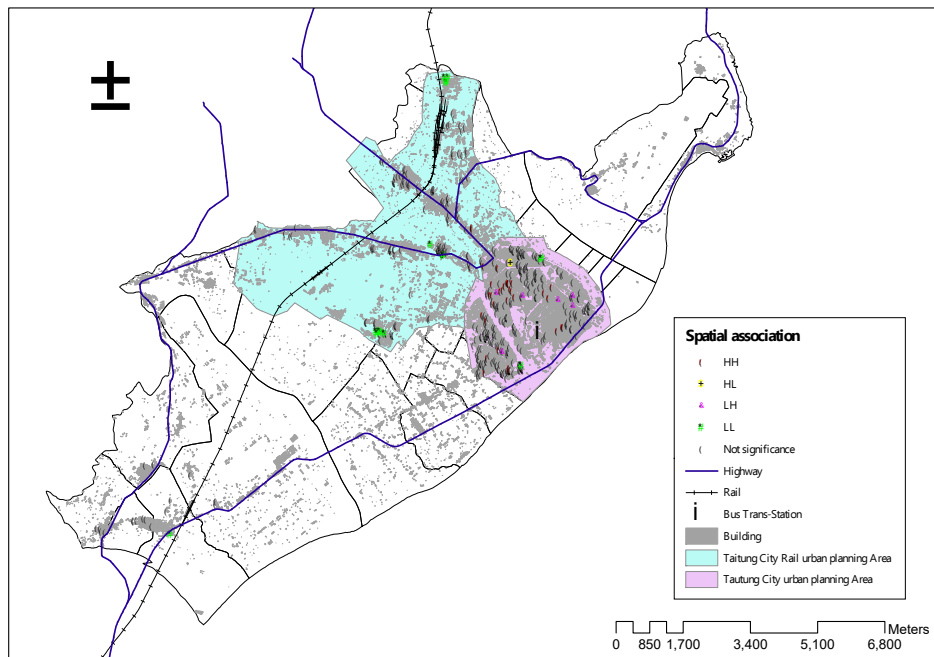 ±
i
Spatial association
HH
HL
LH
LL
Not significance
Highway
Rail
i Bus Trans-Station
Building
Taitung City Rail urban planning Area
Tautung City urban planning Area
Meters
0 850 1,700 3,400 5,100 6,800